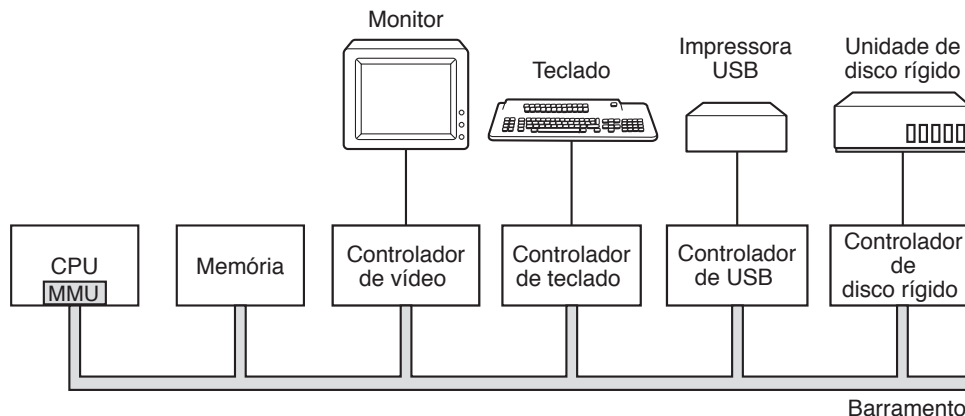 Monitor
Teclado
Impressora
USB
Unidade de
disco rígido
CPU
MMU
Memória
Controlador
de vídeo
Controlador
de teclado
Controlador
de USB
Controlador
de
disco rígido
Barramento